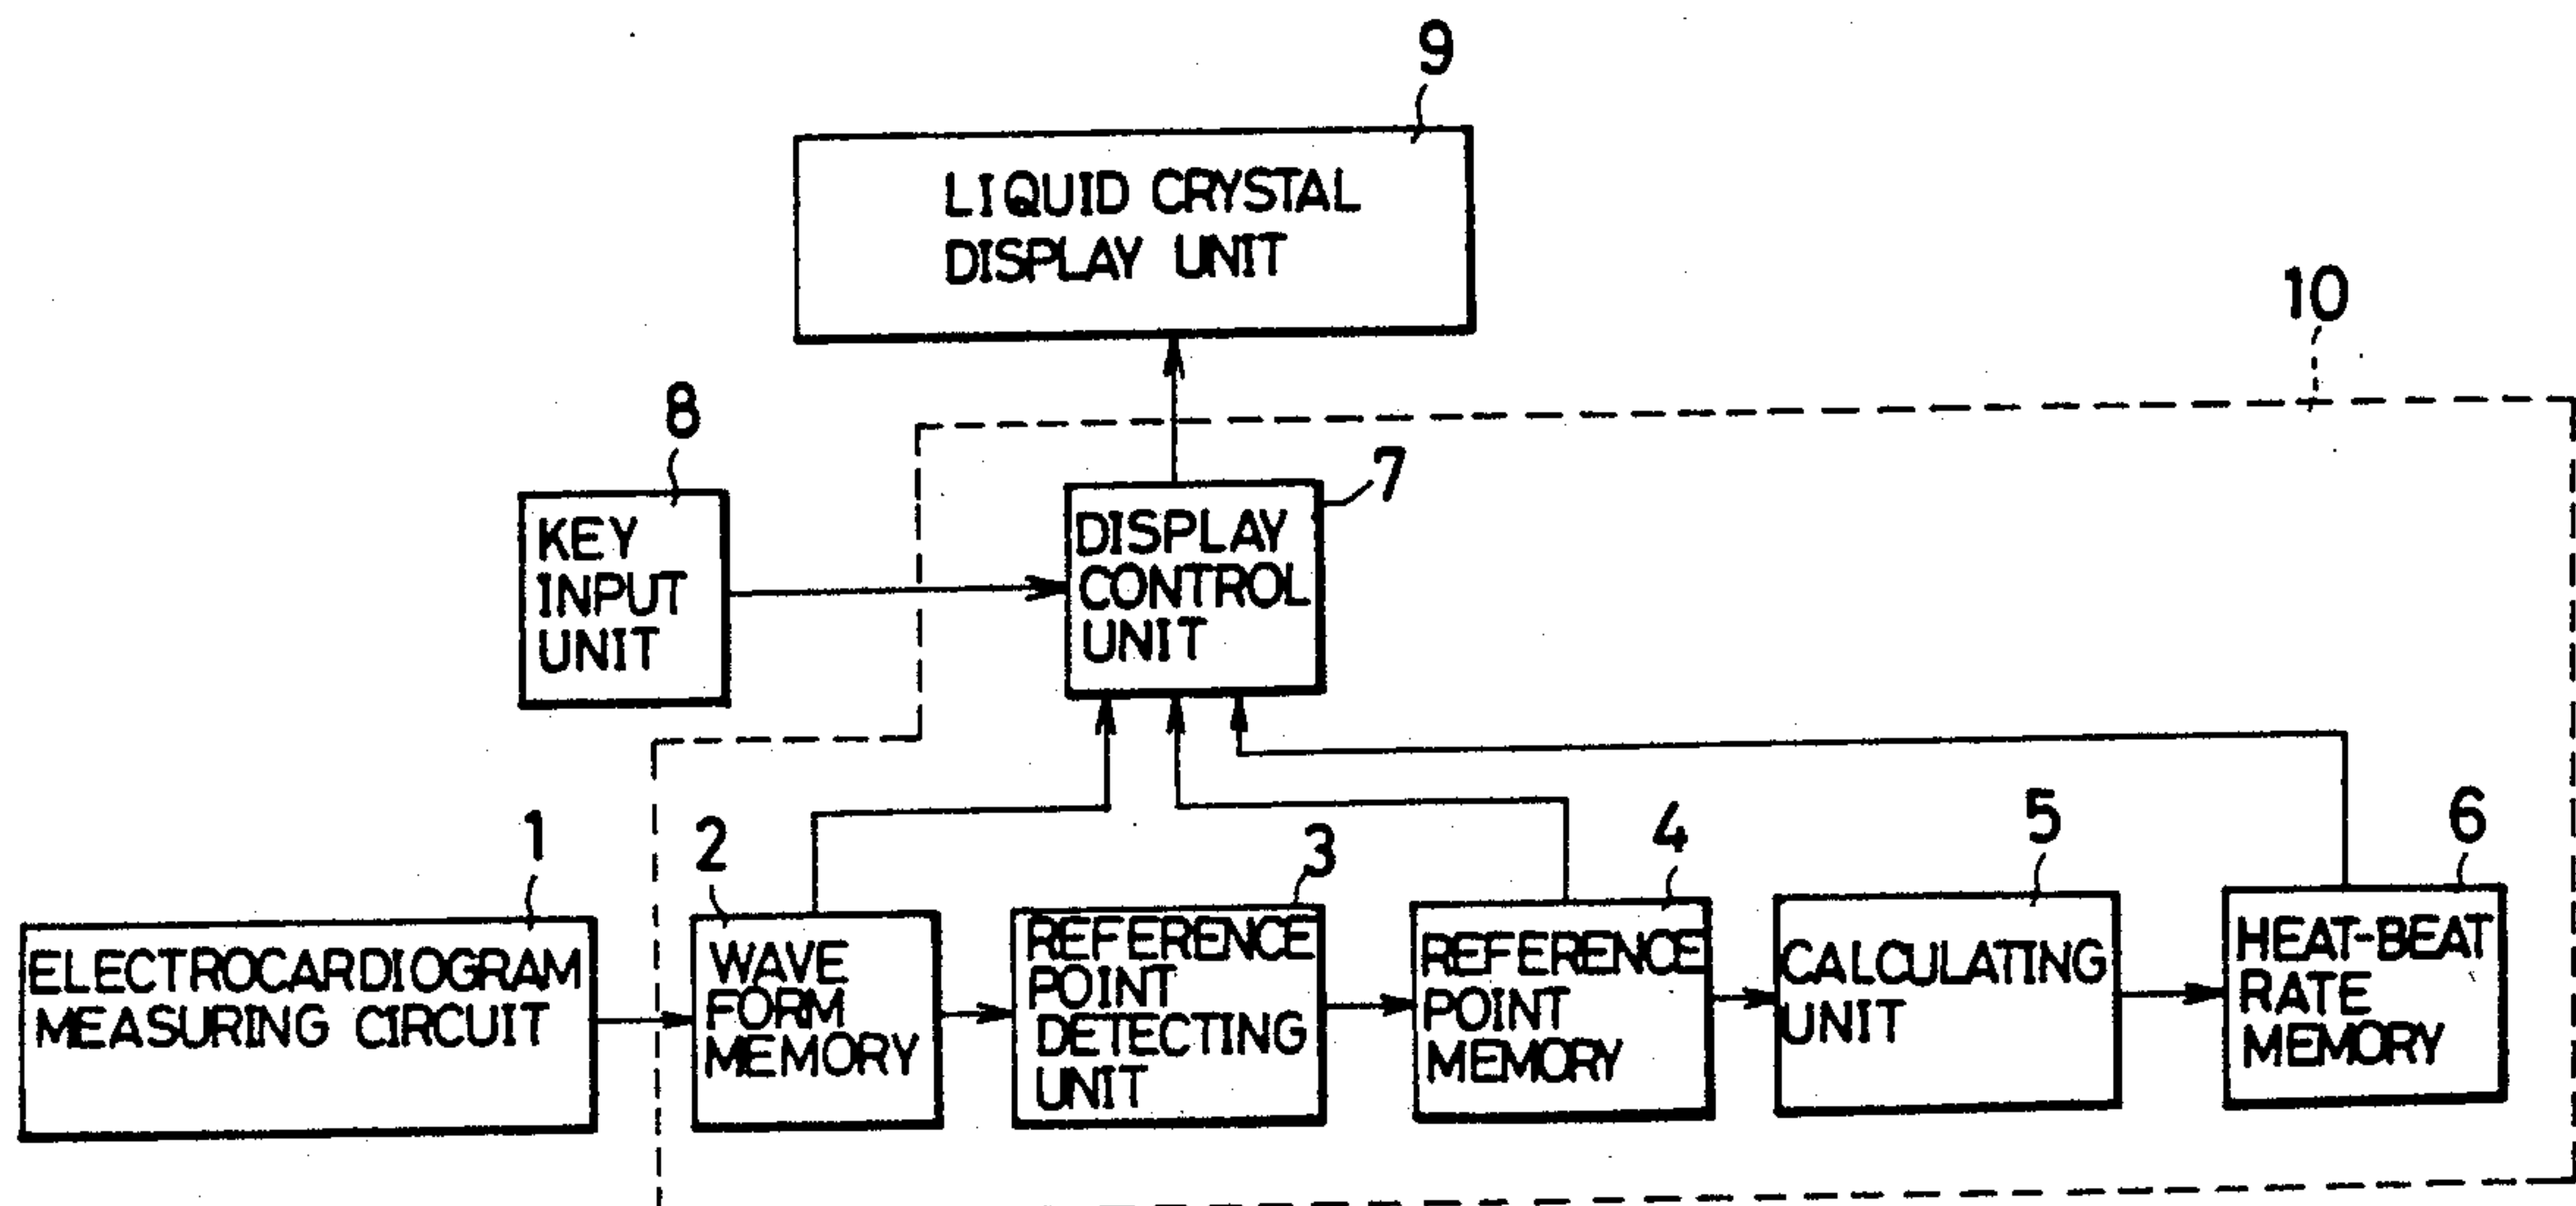 9
LIQUID CRYSTAL
DISPLAY UNIT
10
8
KEY
INPUT
UNIT
7
DISPLAY
CONTROL
UNIT
1
ELECTROCARDIOGRAM
MEASURING CIRCUIT
2
WAVE
FORM
MEMORY
3
REFERENCE
POINT
DETECTING
UNIT
4
REFERENCE
POINT
MEMORY
5
CALCULATING
UNIT
6
HEAT-BEAT
RATE
MEMORY